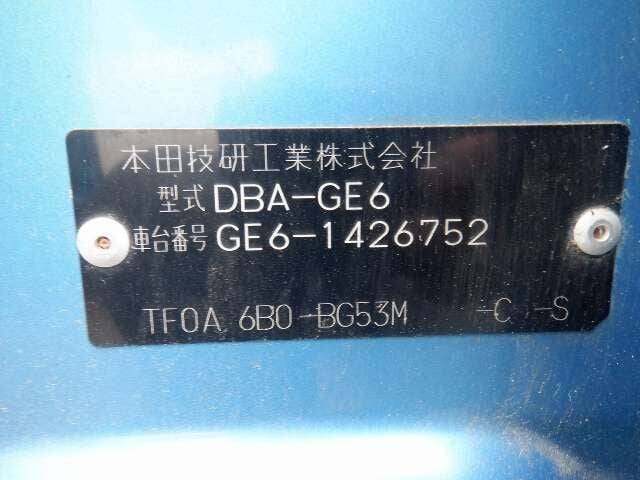 本田技研工業株式会社
型式 DBA-GE6
車台番号 GE6-1426752
TF0A 6B0-BG53M -C -S